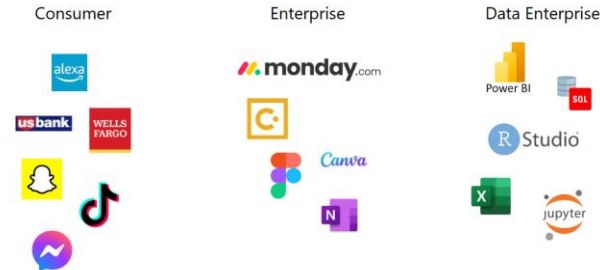 Consumer
Enterprise
Data Enterprise
alexa
usbank
WELLS
FARGO
monday.com
C
Canva
N
Power BI
SQL
R Studio
X
jupyter